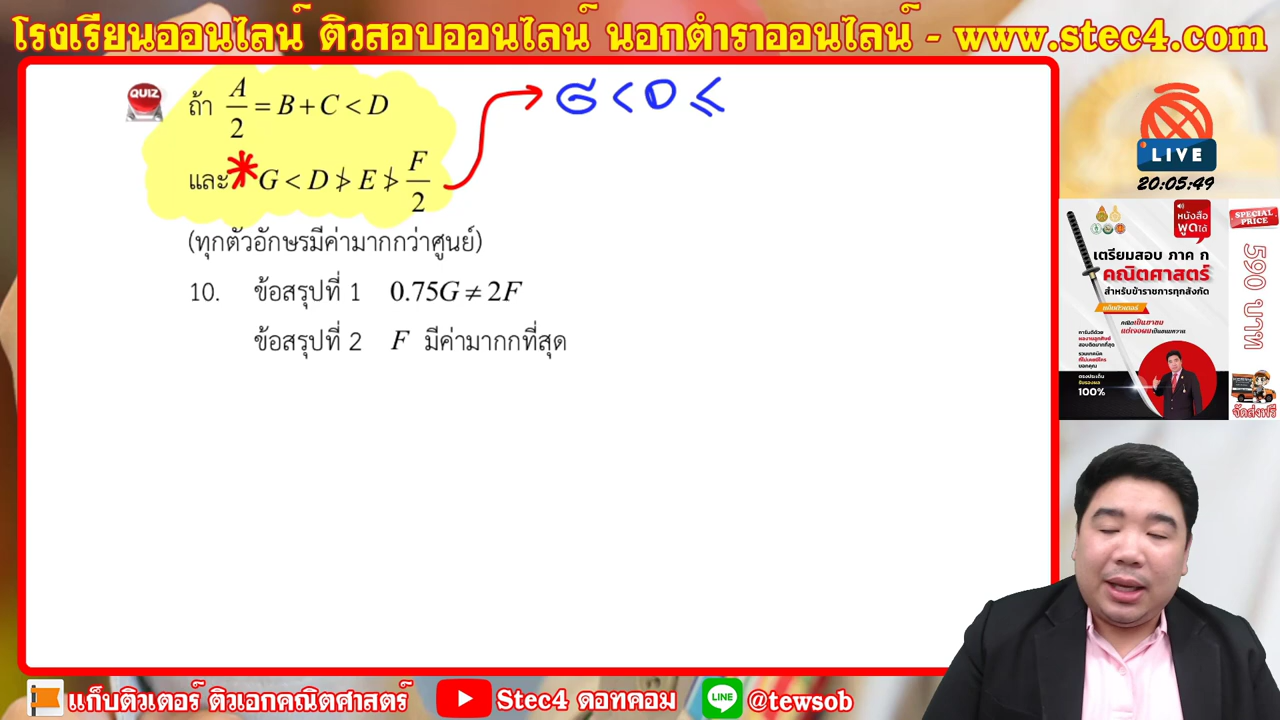 โรงเรียนออนไลน์ ติวสอบออนไลน์ นอกตำราออนไลน์ - www.stec4.com
QUIZ
ถ้า A/2 = B + C < D
และ *G < D ≯ E ≯ F/2
G < D ≤
(ทุกตัวอักษรมีค่ามากกว่าศูนย์)
10. ข้อสรุปที่ 1 0.75G ≠ 2F
ข้อสรุปที่ 2 F มีค่ามากกที่สุด
LIVE
20:05:49
หนังสือ
พูดได้
SPECIAL
PRICE
เตรียมสอบ ภาค ก
คณิตศาสตร์
สำหรับข้าราชการทุกสังกัด
590 บาท
100%
จัดส่งฟรี
แก็บติวเตอร์ ติวเอกคณิตศาสตร์
Stec4 ดอทคอม
LINE
@tewsob